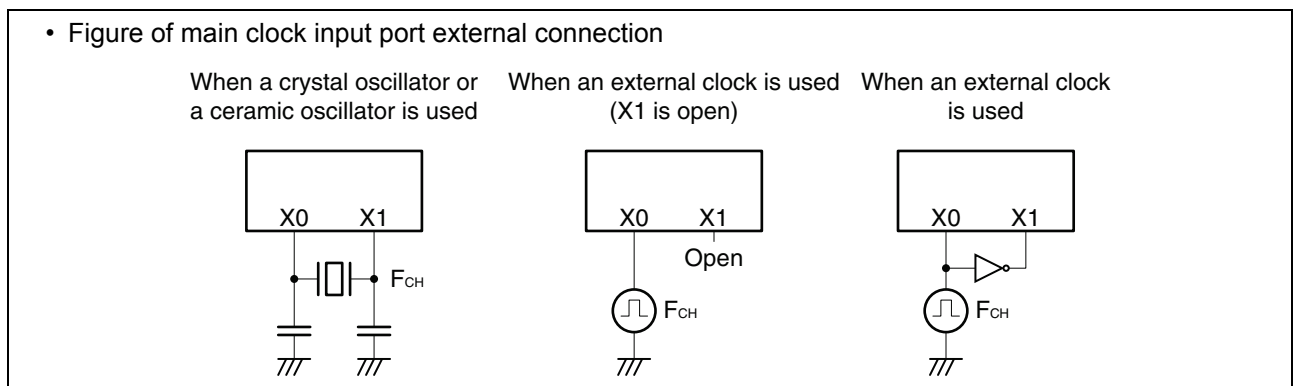 • Figure of main clock input port external connection
When a crystal oscillator or
a ceramic oscillator is used
X0 X1
FCH
When an external clock is used
(X1 is open)
X0 X1
Open
FCH
When an external clock
is used
X0 X1
FCH